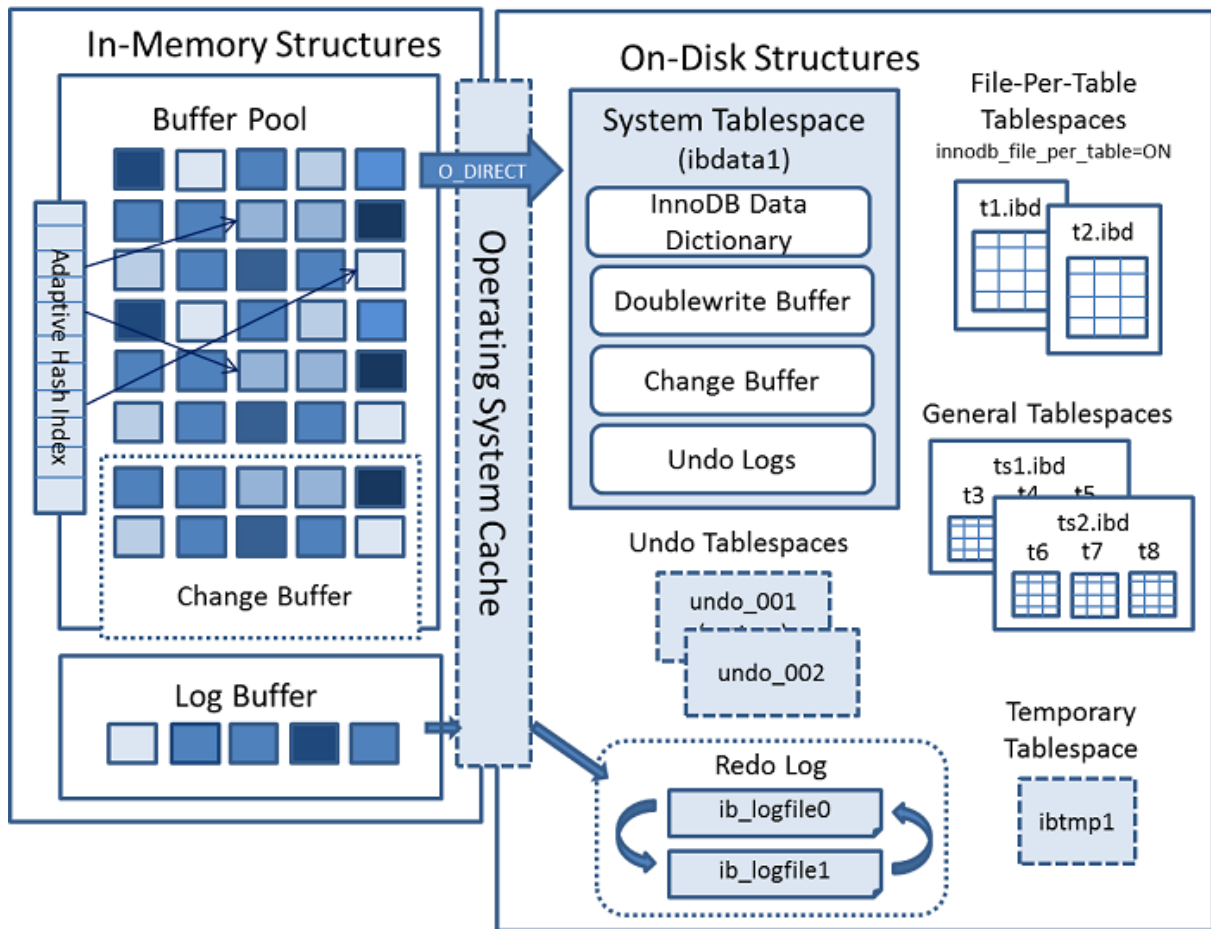 In-Memory Structures
Buffer Pool
Adaptive Hash Index
Change Buffer
Log Buffer
Operating System Cache
O_DIRECT
On-Disk Structures
System Tablespace
(ibdata1)
InnoDB Data
Dictionary
Doublewrite Buffer
Change Buffer
Undo Logs
Undo Tablespaces
undo_001
undo_002
Redo Log
ib_logfile0
ib_logfile1
File-Per-Table
Tablespaces
innodb_file_per_table=ON
t1.ibd
t2.ibd
General Tablespaces
ts1.ibd
t3 t4 t5
ts2.ibd
t6 t7 t8
Temporary
Tablespace
ibtmp1